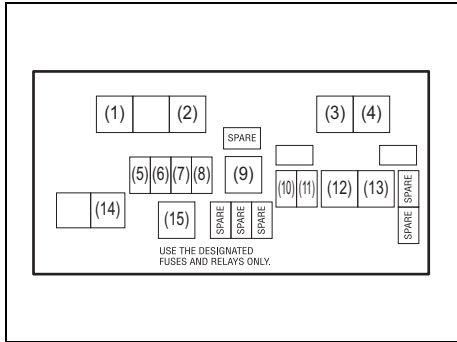 (1) (2) (3) (4)
SPARE
(5) (6) (7) (8) (9) (10) (11) (12) (13) SPARE
(14) (15) SPARE SPARE SPARE SPARE
USE THE DESIGNATED
FUSES AND RELAYS ONLY.